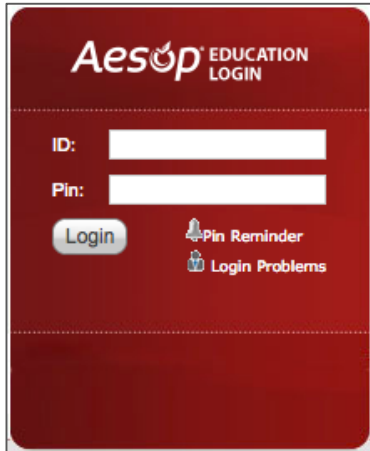 Aesop® EDUCATION
LOGIN
ID:
Pin:
Login
Pin Reminder
Login Problems